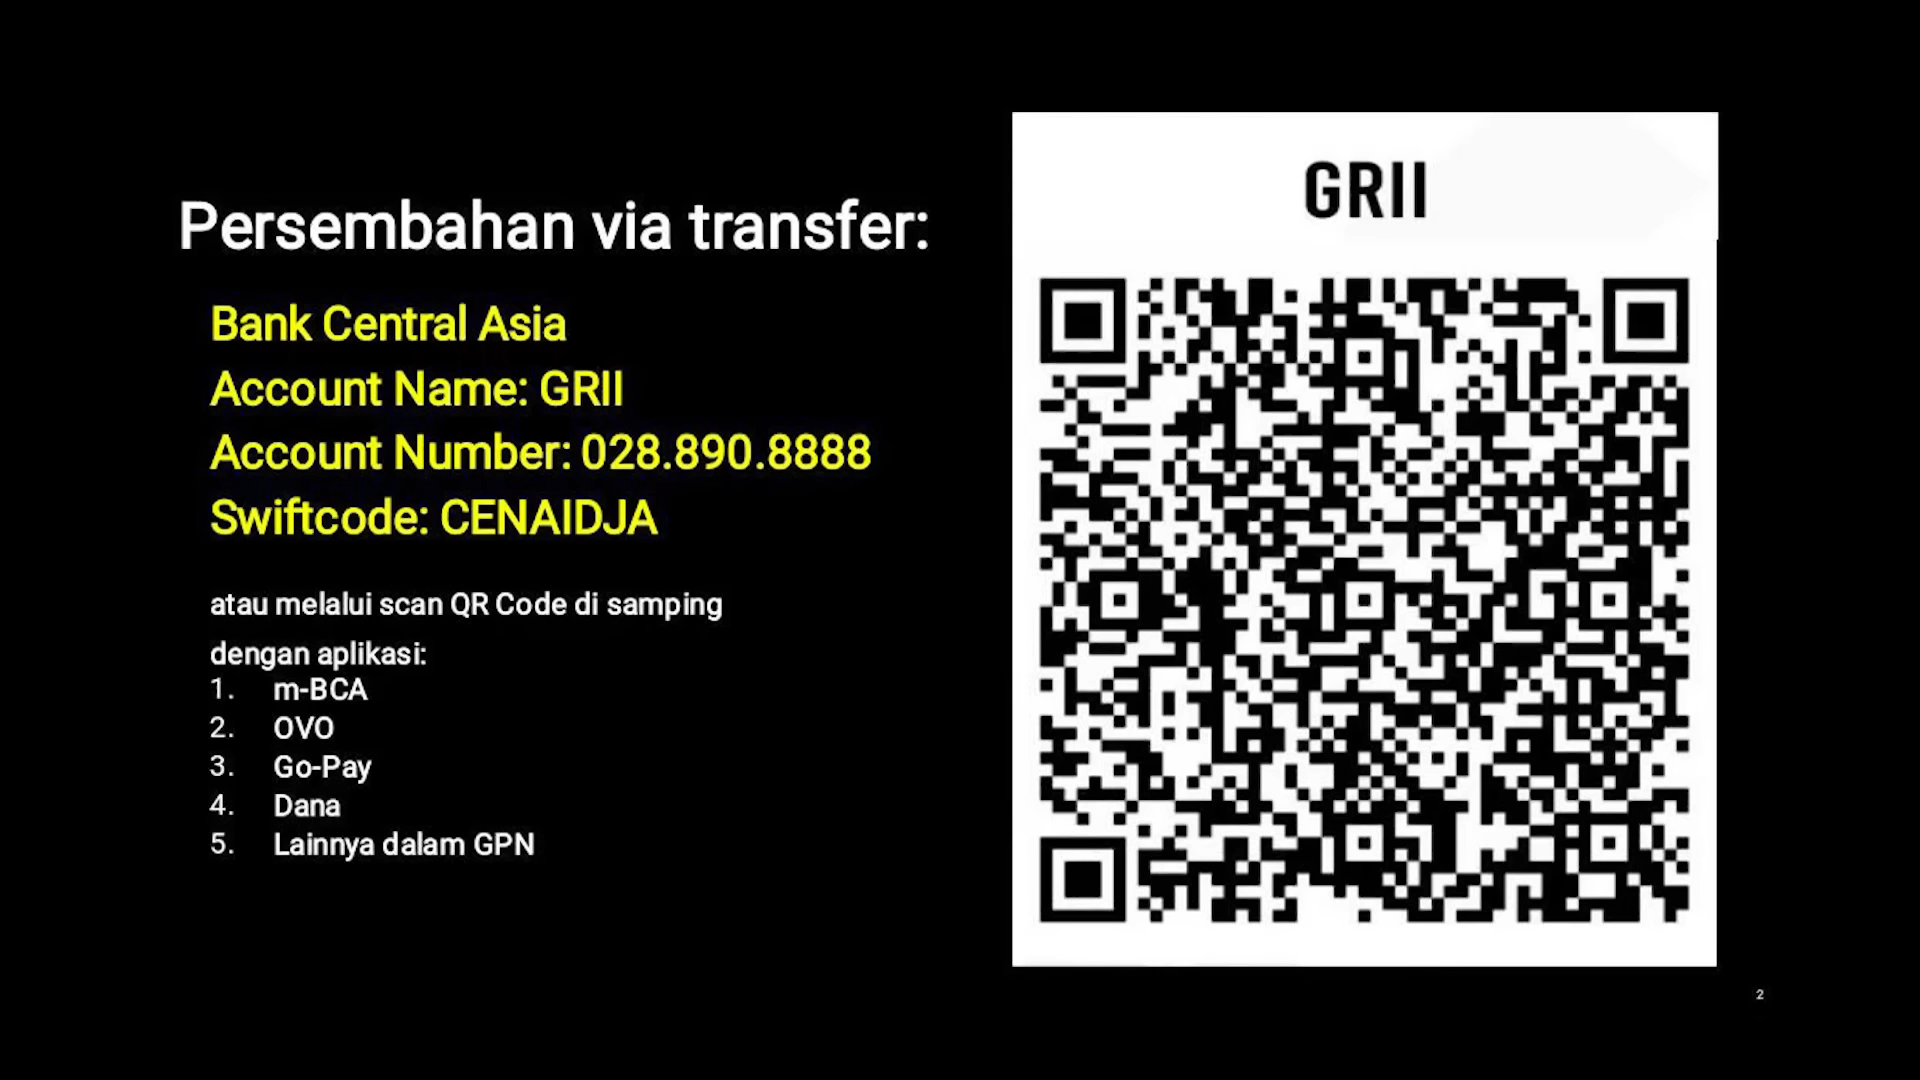 Persembahan via transfer:
Bank Central Asia
Account Name: GRII
Account Number: 028.890.8888
Swiftcode: CENAIDJA
atau melalui scan QR Code di samping
dengan aplikasi:
1. m-BCA
2. OVO
3. Go-Pay
4. Dana
5. Lainnya dalam GPN
GRII
2